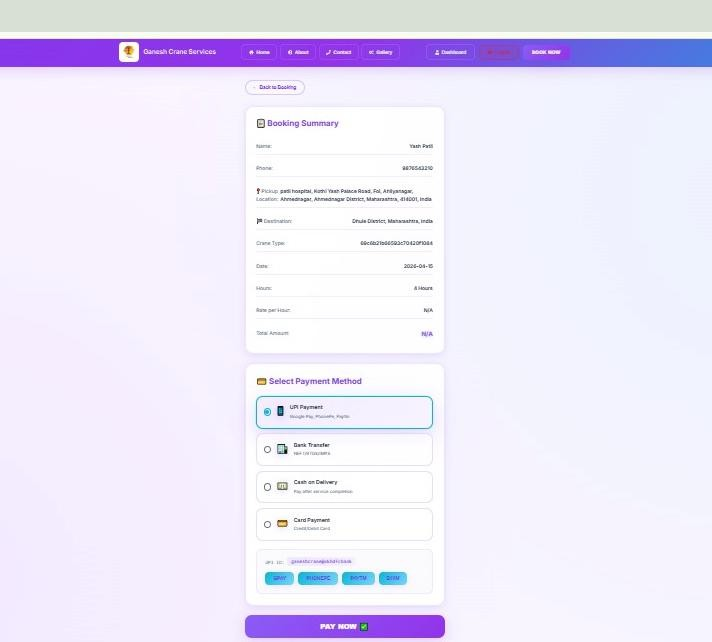 Ganesh Crane Services
Home
About
Contact
Gallery
Dashboard
BOOK NOW
← Back to Booking
Booking Summary
Name: Yash Patil
Phone: 9876543210
Pickup Location: patil hospital, Kothi Yash Palace Road, Fol, Ahilyanagar,
Ahmednagar, Ahmednagar District, Maharashtra, 414001, India
Destination: Dhule District, Maharashtra, India
Crane Type:
Date: 2026-04-15
Hours: 4 Hours
Rate per Hour: N/A
Total Amount: N/A
Select Payment Method
UPI Payment
Google Pay, PhonePe, Paytm
Bank Transfer
NEFT/RTGS/IMPS
Cash on Delivery
Pay after service completion
Card Payment
Credit/Debit Card
UPI ID:
GPAY
PHONEPE
PAYTM
BHIM
PAY NOW